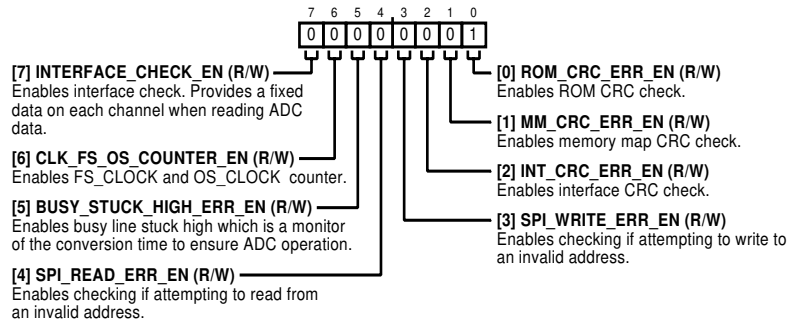 7 6 5 4 3 2 1 0
0 0 0 0 0 0 0 1
[7] INTERFACE_CHECK_EN (R/W)
Enables interface check. Provides a fixed
data on each channel when reading ADC
data.
[6] CLK_FS_OS_COUNTER_EN (R/W)
Enables FS_CLOCK and OS_CLOCK counter.
[5] BUSY_STUCK_HIGH_ERR_EN (R/W)
Enables busy line stuck high which is a monitor
of the conversion time to ensure ADC operation.
[4] SPI_READ_ERR_EN (R/W)
Enables checking if attempting to read from
an invalid address.
[0] ROM_CRC_ERR_EN (R/W)
Enables ROM CRC check.
[1] MM_CRC_ERR_EN (R/W)
Enables memory map CRC check.
[2] INT_CRC_ERR_EN (R/W)
Enables interface CRC check.
[3] SPI_WRITE_ERR_EN (R/W)
Enables checking if attempting to write to
an invalid address.